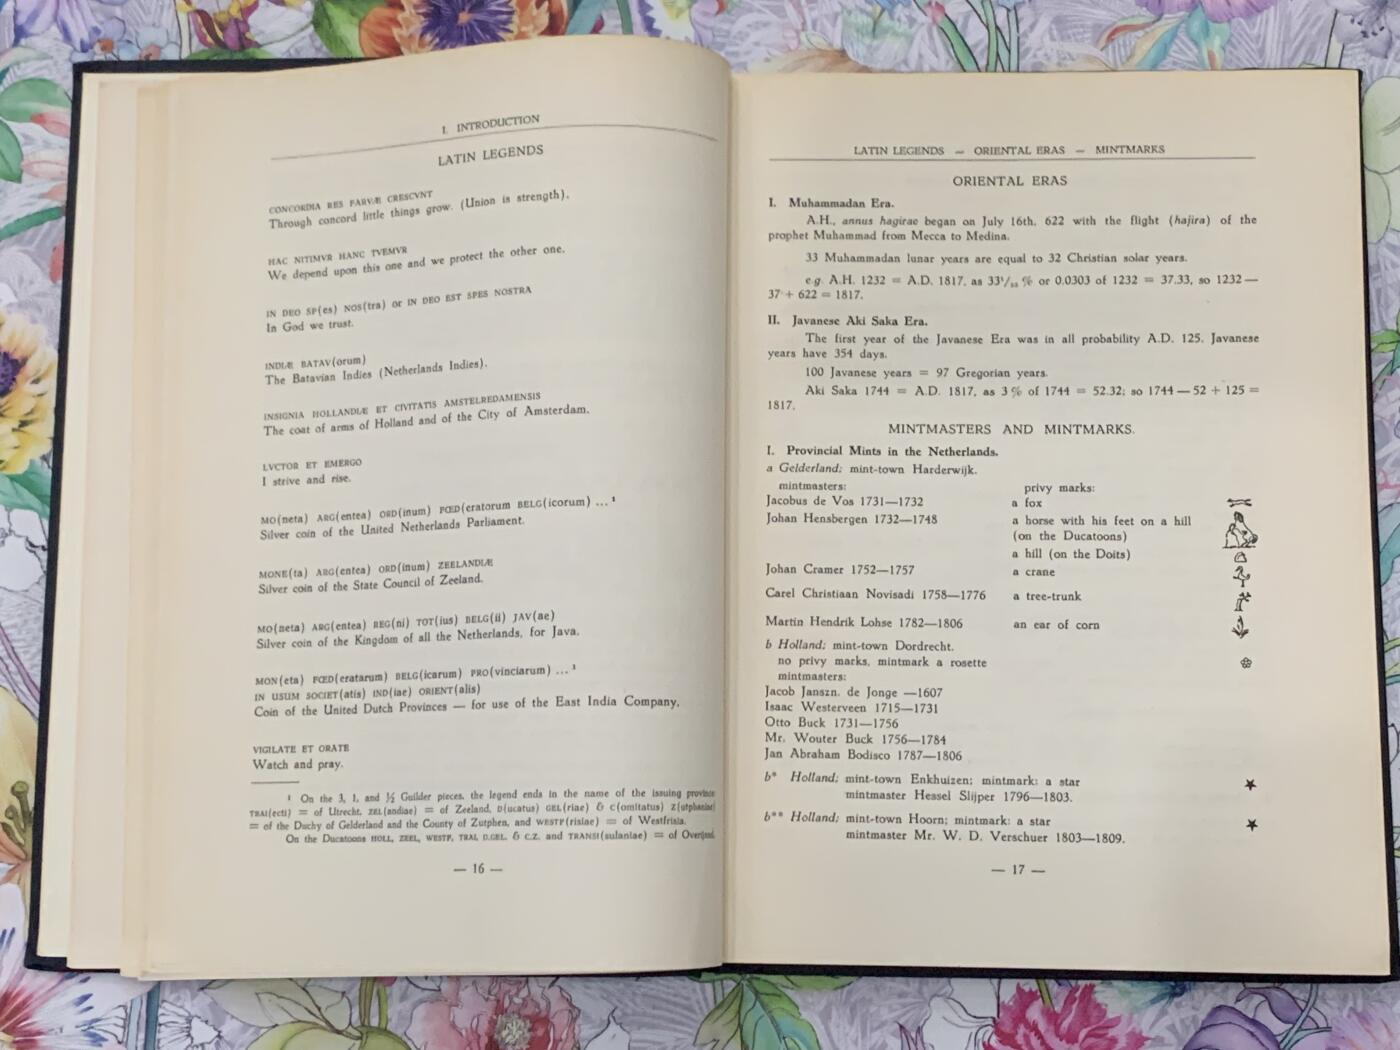 I. INTRODUCTION
LATIN LEGENDS
CONCORDIA RES PARVÆ CRESCVNT
Through concord little things grow. (Union is strength).
HAC NITIMVR HANC TVEMVR
We depend upon this one and we protect the other one.
IN DEO SP(es) NOS(tra) or IN DEO EST SPES NOSTRA
In God we trust.
INDIÆ BATAV(orum)
The Batavian Indies (Netherlands Indies).
INSIGNIA HOLLANDIÆ ET CIVITATIS AMSTELREDAMENSIS
The coat of arms of Holland and of the City of Amsterdam.
LVCTOR ET EMERGO
I strive and rise.
MO(neta) ARG(entea) ORD(inum) FŒD(eratorum BELG(icorum) ... ¹
Silver coin of the United Netherlands Parliament.
MONE(ta) ARG(entea) ORD(inum) ZEELANDIÆ
Silver coin of the State Council of Zeeland.
MO(neta) ARG(entea) REG(ni) TOT(ius) BELG(ii) JAV(ae)
Silver coin of the Kingdom of all the Netherlands, for Java.
MON(eta) FŒD(eratarum) BELG(icarum) PRO(vinciarum) ... ¹
IN USUM SOCIET(atis) IND(iae) ORIENT(alis)
Coin of the United Dutch Provinces — for use of the East India Company.
VIGILATE ET ORATE
Watch and pray.
¹ On the 3, 1, and ½ Guilder pieces, the legend ends in the name of the issuing province
TRAI(ecti) = of Utrecht, ZEL(andiae) = of Zeeland, D(ucatus) GEL(riae) & C(omitatus) Z(utphaniae)
= of the Duchy of Gelderland and the County of Zutphen, and WESTF(risiae) = of Westfrisia.
On the Ducatoons HOLL, ZEEL, WESTF, TRAI, D.GEL. & C.Z. and TRANSI(sulaniae) = of Overijssel.
— 16 —
LATIN LEGENDS — ORIENTAL ERAS — MINTMARKS
ORIENTAL ERAS
I. Muhammadan Era.
A.H., annus hagirae began on July 16th, 622 with the flight (hajira) of the
prophet Muhammad from Mecca to Medina.
33 Muhammadan lunar years are equal to 32 Christian solar years.
e.g. A.H. 1232 = A.D. 1817, as 33¹/₃₃ % or 0.0303 of 1232 = 37.33, so 1232 —
37 + 622 = 1817.
II. Javanese Aki Saka Era.
The first year of the Javanese Era was in all probability A.D. 125. Javanese
years have 354 days.
100 Javanese years = 97 Gregorian years.
Aki Saka 1744 = A.D. 1817, as 3 % of 1744 = 52.32; so 1744 — 52 + 125 =
1817.
MINTMASTERS AND MINTMARKS.
I. Provincial Mints in the Netherlands.
a Gelderland; mint-town Harderwijk.
mintmasters: privy marks:
Jacobus de Vos 1731—1732 a fox
Johan Hensbergen 1732—1748 a horse with his feet on a hill
(on the Ducatoons)
a hill (on the Doits)
Johan Cramer 1752—1757 a crane
Carel Christiaan Novisadi 1758—1776 a tree-trunk
Martin Hendrik Lohse 1782—1806 an ear of corn
b Holland; mint-town Dordrecht.
no privy marks, mintmark a rosette
mintmasters:
Jacob Janszn. de Jonge —1607
Isaac Westerveen 1715—1731
Otto Buck 1731—1756
Mr. Wouter Buck 1756—1784
Jan Abraham Bodisco 1787—1806
b* Holland; mint-town Enkhuizen; mintmark: a star
mintmaster Hessel Slijper 1796—1803.
b** Holland; mint-town Hoorn; mintmark: a star
mintmaster Mr. W. D. Verschuer 1803—1809.
— 17 —